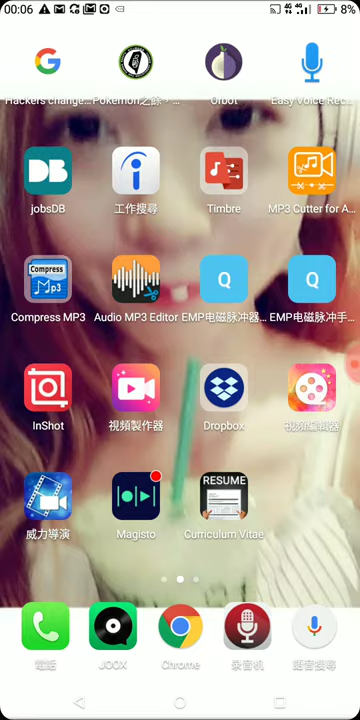 00:06
4G
4G
8%
Hackers change... Pokémon之餘，... Orbot Easy Voice Rec...
DB
jobsDB 工作搜尋 Timbre MP3 Cutter for A...
Compress
Mp3
Q
Q
Compress MP3 Audio MP3 Editor EMP电磁脉冲器... EMP电磁脉冲手...
InShot 視頻製作器 Dropbox 視頻編輯器
RESUME
威力導演 Magisto Curriculum Vitae
電話 JOOX Chrome 录音机 語音搜尋